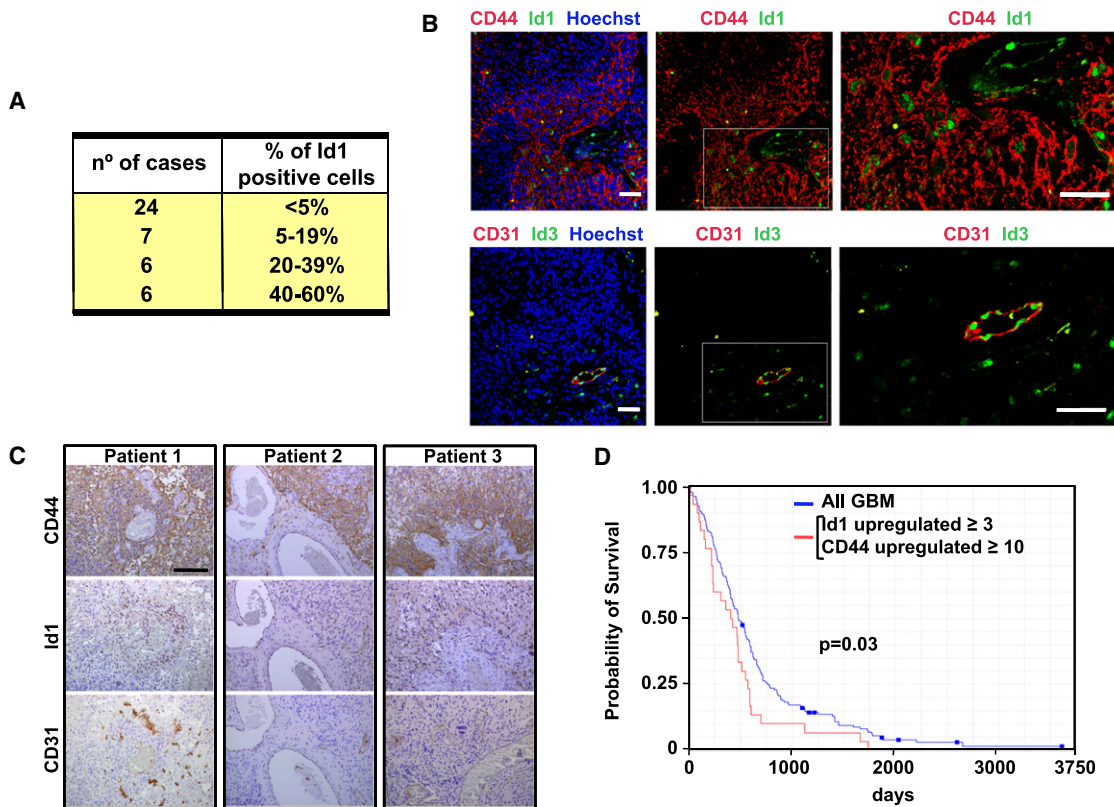 A
nº of cases % of Id1 positive cells
24 <5%
7 5-19%
6 20-39%
6 40-60%
B
CD44 Id1 Hoechst
CD44 Id1
CD44 Id1
CD31 Id3 Hoechst
CD31 Id3
CD31 Id3
C
Patient 1
Patient 2
Patient 3
CD44
Id1
CD31
D
All GBM
Id1 upregulated ≥ 3
CD44 upregulated ≥ 10
p=0.03
Probability of Survival
1.00
0.75
0.50
0.25
0
0 1000 2000 3000 3750
days